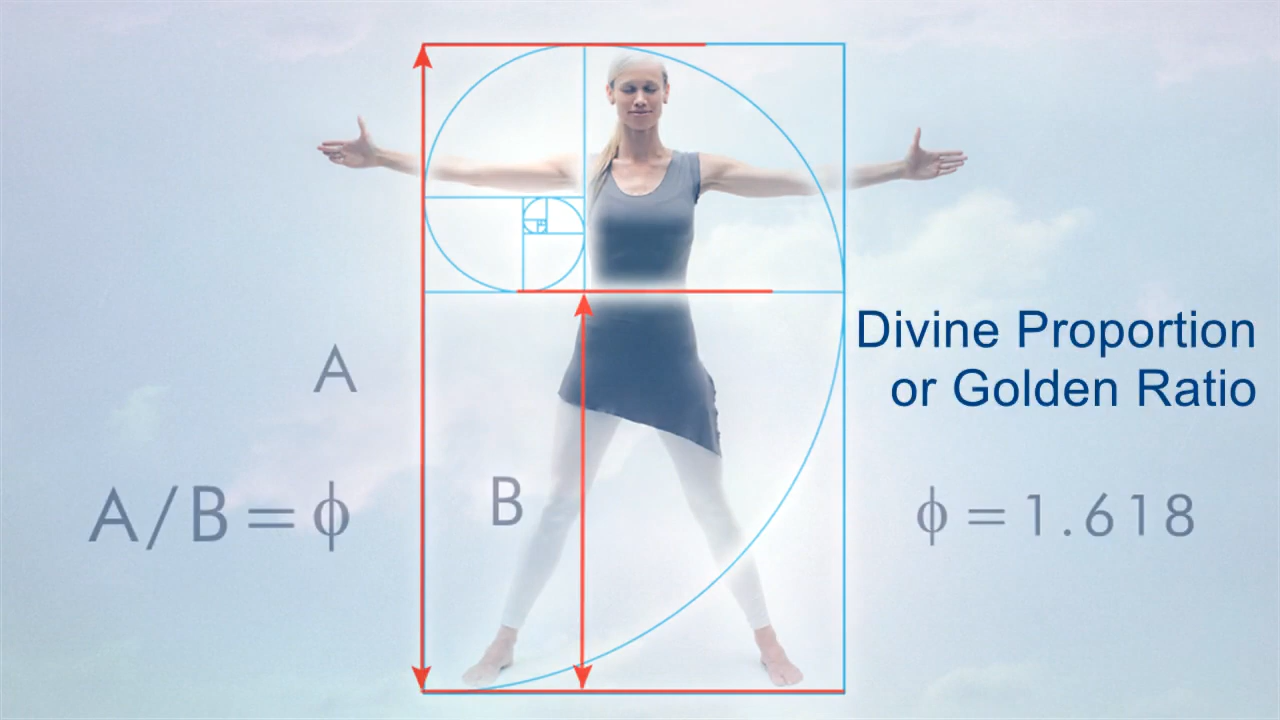 Divine Proportion
or Golden Ratio
A
B
A/B=ϕ
ϕ=1.618